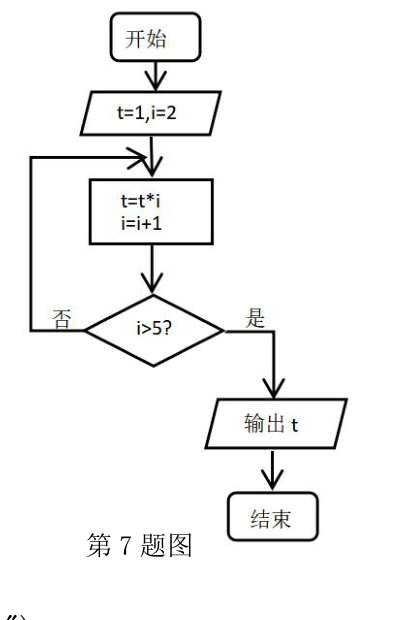 开始
t=1,i=2
t=t*i
i=i+1
否
i>5?
是
输出 t
结束
第 7 题图